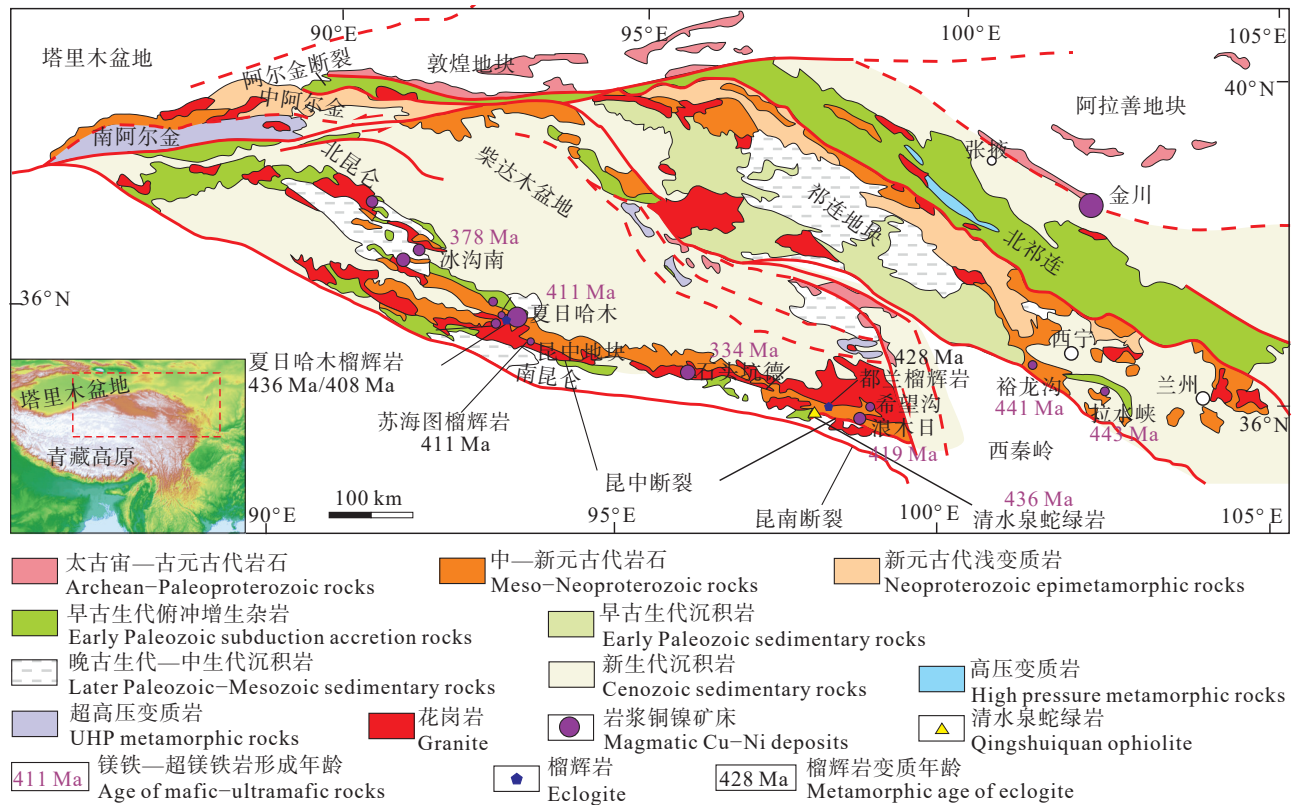 90°E
95°E
100°E
105°E
塔里木盆地
阿尔金断裂
敦煌地块
40°N
中阿尔金
阿拉善地块
南阿尔金
张掖
北昆仑
柴达木盆地
金川
祁连地块
北祁连
378 Ma
冰沟南
36°N
411 Ma
夏日哈木
西宁
夏日哈木榴辉岩
436 Ma/408 Ma
昆中地块
334 Ma
石头坑德
428 Ma
都兰榴辉岩
南昆仑
裕龙沟
441 Ma
兰州
塔里木盆地
苏海图榴辉岩
411 Ma
希望沟
拉水峡
443 Ma
36°N
浪木日
419 Ma
西秦岭
青藏高原
昆中断裂
436 Ma
100 km
昆南断裂
清水泉蛇绿岩
90°E
95°E
100°E
105°E
太古宙—古元古代岩石
Archean−Paleoproterozoic rocks
中—新元古代岩石
Meso−Neoproterozoic rocks
新元古代浅变质岩
Neoproterozoic epimetamorphic rocks
早古生代俯冲增生杂岩
Early Paleozoic subduction accretion rocks
早古生代沉积岩
Early Paleozoic sedimentary rocks
晚古生代—中生代沉积岩
Later Paleozoic−Mesozoic sedimentary rocks
新生代沉积岩
Cenozoic sedimentary rocks
高压变质岩
High pressure metamorphic rocks
超高压变质岩
UHP metamorphic rocks
花岗岩
Granite
岩浆铜镍矿床
Magmatic Cu−Ni deposits
清水泉蛇绿岩
Qingshuiquan ophiolite
411 Ma
镁铁—超镁铁岩形成年龄
Age of mafic−ultramafic rocks
榴辉岩
Eclogite
428 Ma
榴辉岩变质年龄
Metamorphic age of eclogite